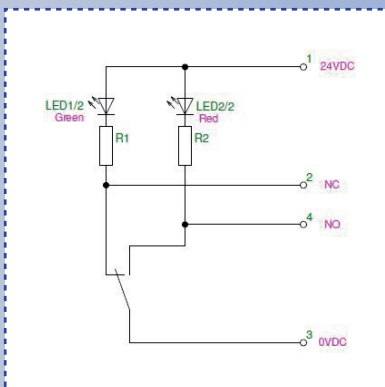 1
24VDC
LED1/2
Green
LED2/2
Red
R1
R2
2
NC
4
NO
3
0VDC